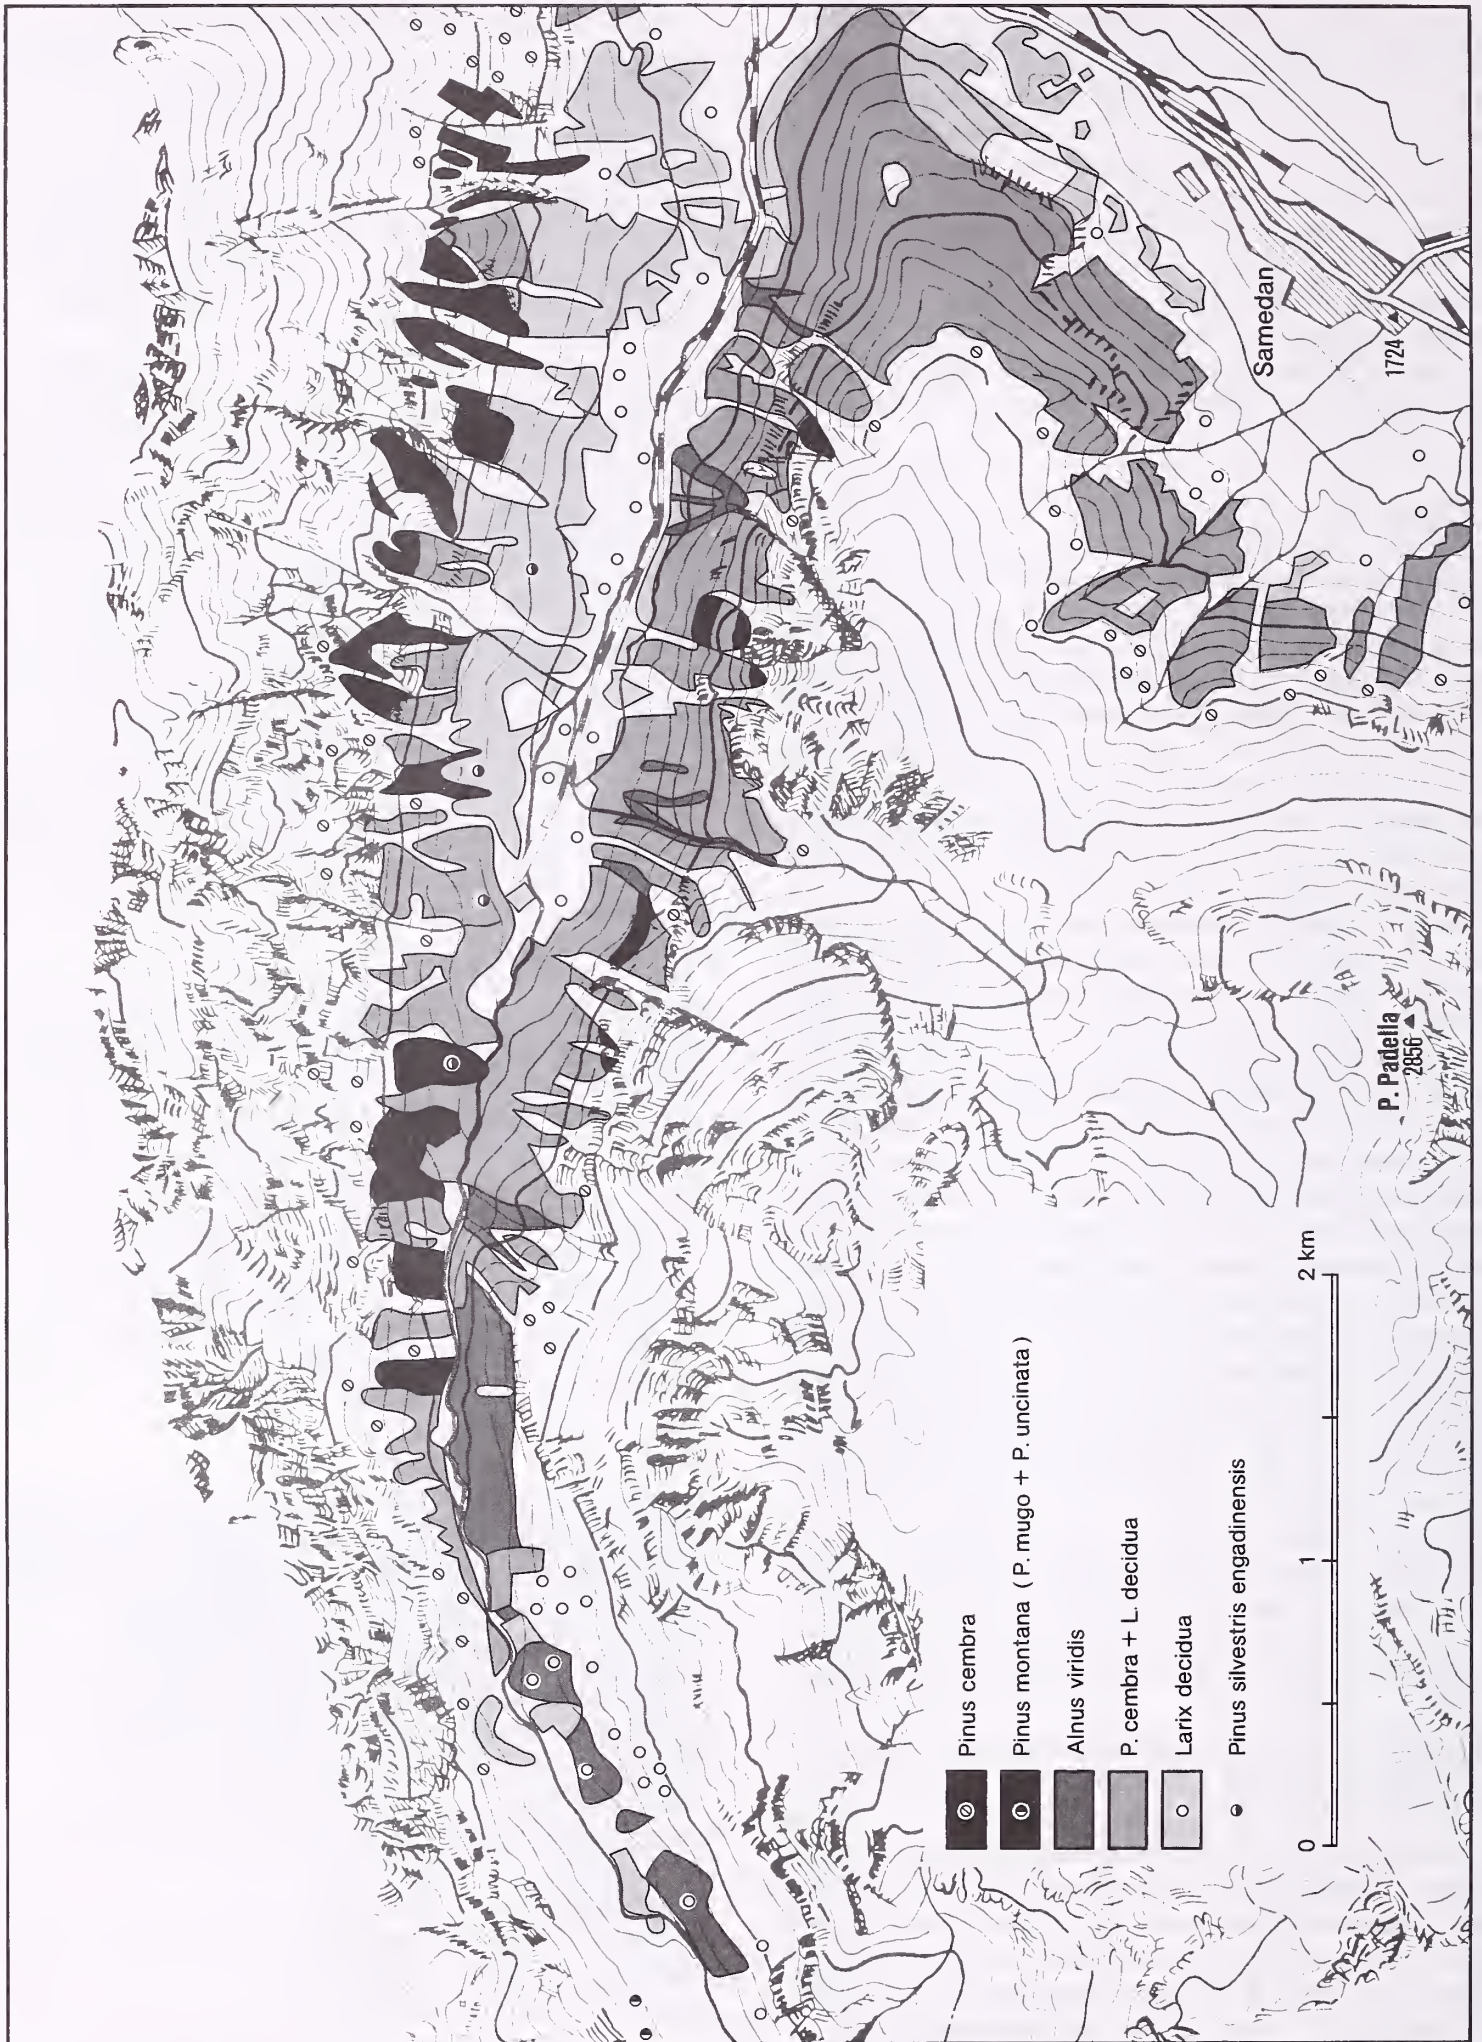 Samedan
1724
P. Padella
2856
Pinus cembra
Pinus montana ( P. mugo + P. uncinata )
Alnus viridis
P. cembra + L. decidua
Larix decidua
Pinus silvestris engadinensis
0 1 2 km